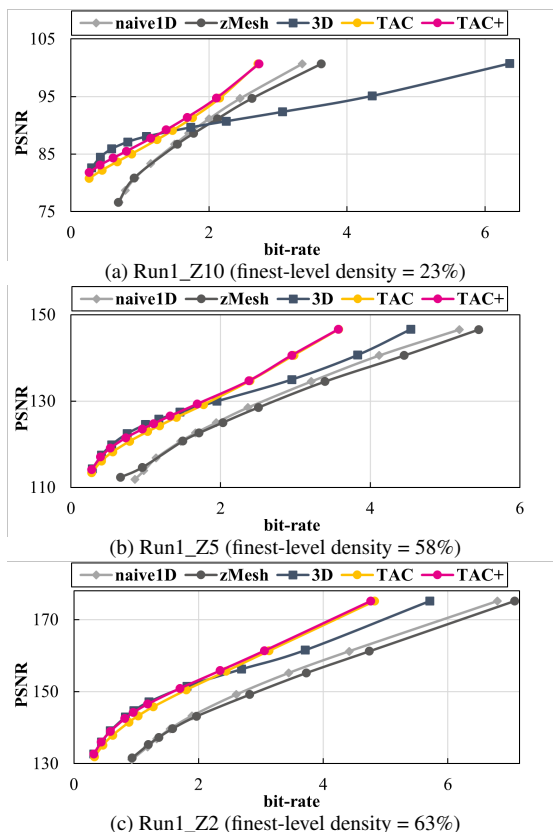 naive1D zMesh 3D TAC TAC+
105
95
85
75
PSNR
0 2 4 6
bit-rate
(a) Run1_Z10 (finest-level density = 23%)
naive1D zMesh 3D TAC TAC+
150
130
110
PSNR
0 2 4 6
bit-rate
(b) Run1_Z5 (finest-level density = 58%)
naive1D zMesh 3D TAC TAC+
170
150
130
PSNR
0 2 4 6
bit-rate
(c) Run1_Z2 (finest-level density = 63%)